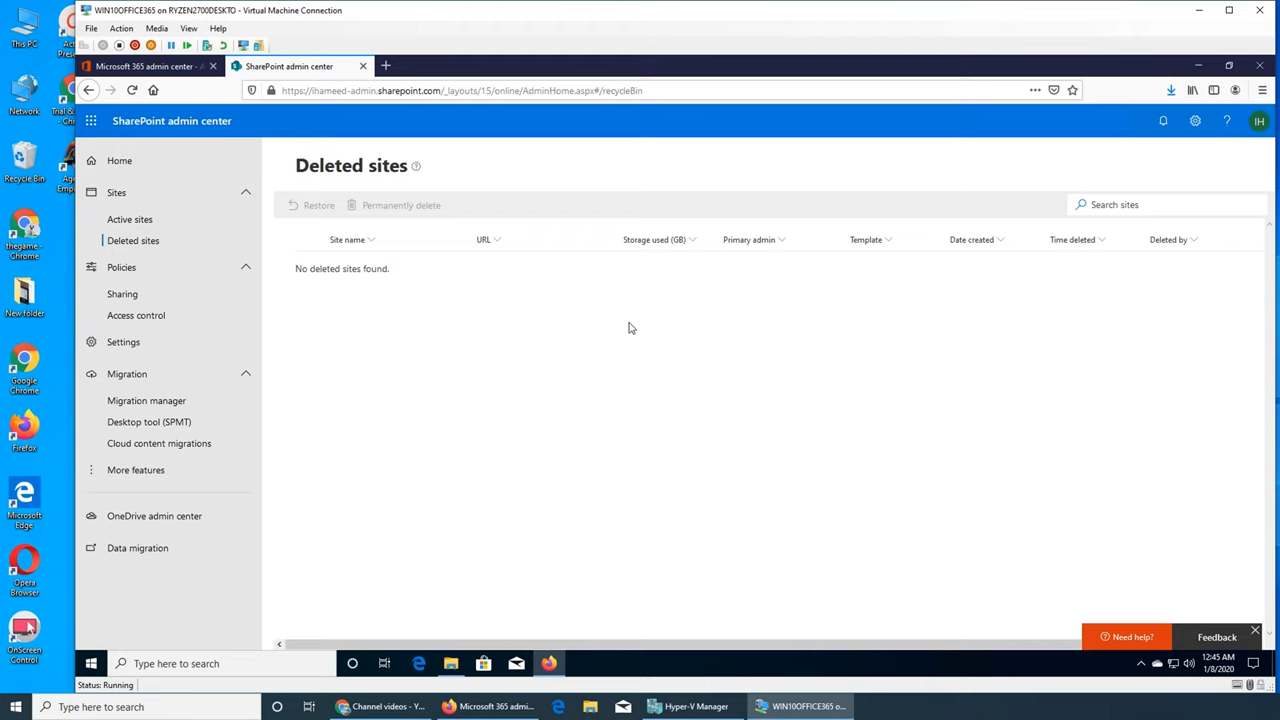 WIN10OFFICE365 on RYZEN2700DESKTO - Virtual Machine Connection
File Action Media View Help
Microsoft 365 admin center - A
SharePoint admin center
https://ihameed-admin.sharepoint.com/_layouts/15/online/AdminHome.aspx#/recycleBin
SharePoint admin center
IH
Home
Sites
Active sites
Deleted sites
Policies
Sharing
Access control
Settings
Migration
Migration manager
Desktop tool (SPMT)
Cloud content migrations
More features
OneDrive admin center
Data migration
Deleted sites
Restore Permanently delete
Search sites
Site name URL Storage used (GB) Primary admin Template Date created Time deleted Deleted by
No deleted sites found.
Need help?
Feedback
This PC
Network
Recycle Bin
thegame -
Chrome
New folder
Google
Chrome
Firefox
Microsoft
Edge
Opera
Browser
OnScreen
Control
Type here to search
12:45 AM
1/8/2020
Status: Running
Type here to search
Channel videos - Y...
Microsoft 365 admi...
Hyper-V Manager
WIN10OFFICE365 o...